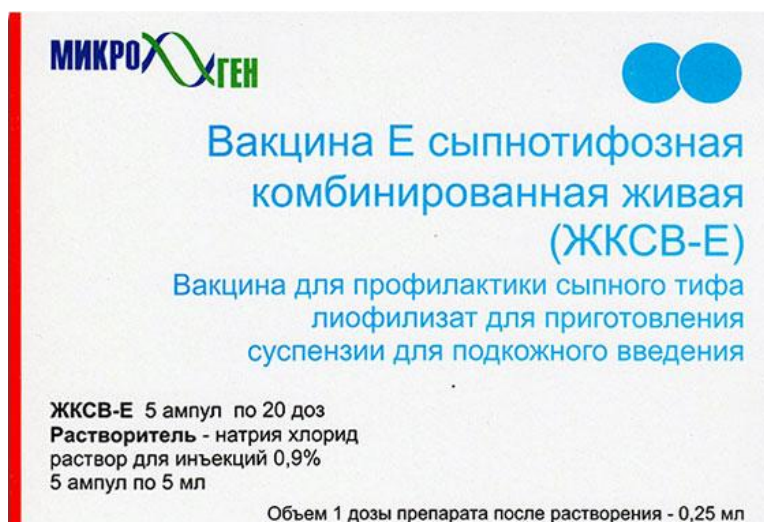 МИКРОГЕН
Вакцина Е сыпнотифозная
комбинированная живая
(ЖКСВ-Е)
Вакцина для профилактики сыпного тифа
лиофилизат для приготовления
суспензии для подкожного введения
ЖКСВ-Е 5 ампул по 20 доз
Растворитель - натрия хлорид
раствор для инъекций 0,9%
5 ампул по 5 мл
Объем 1 дозы препарата после растворения - 0,25 мл